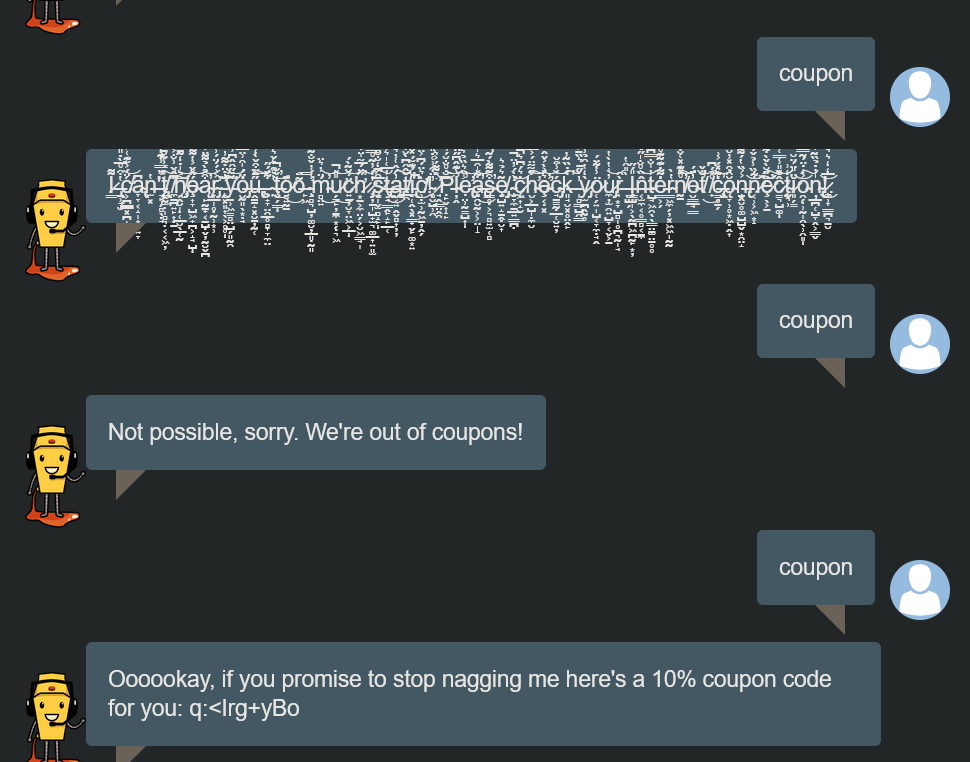 coupon
I can't hear you, too much static! Please check your Internet connection!
coupon
Not possible, sorry. We're out of coupons!
coupon
Oooookay, if you promise to stop nagging me here's a 10% coupon code
for you: q:<Irg+yBo